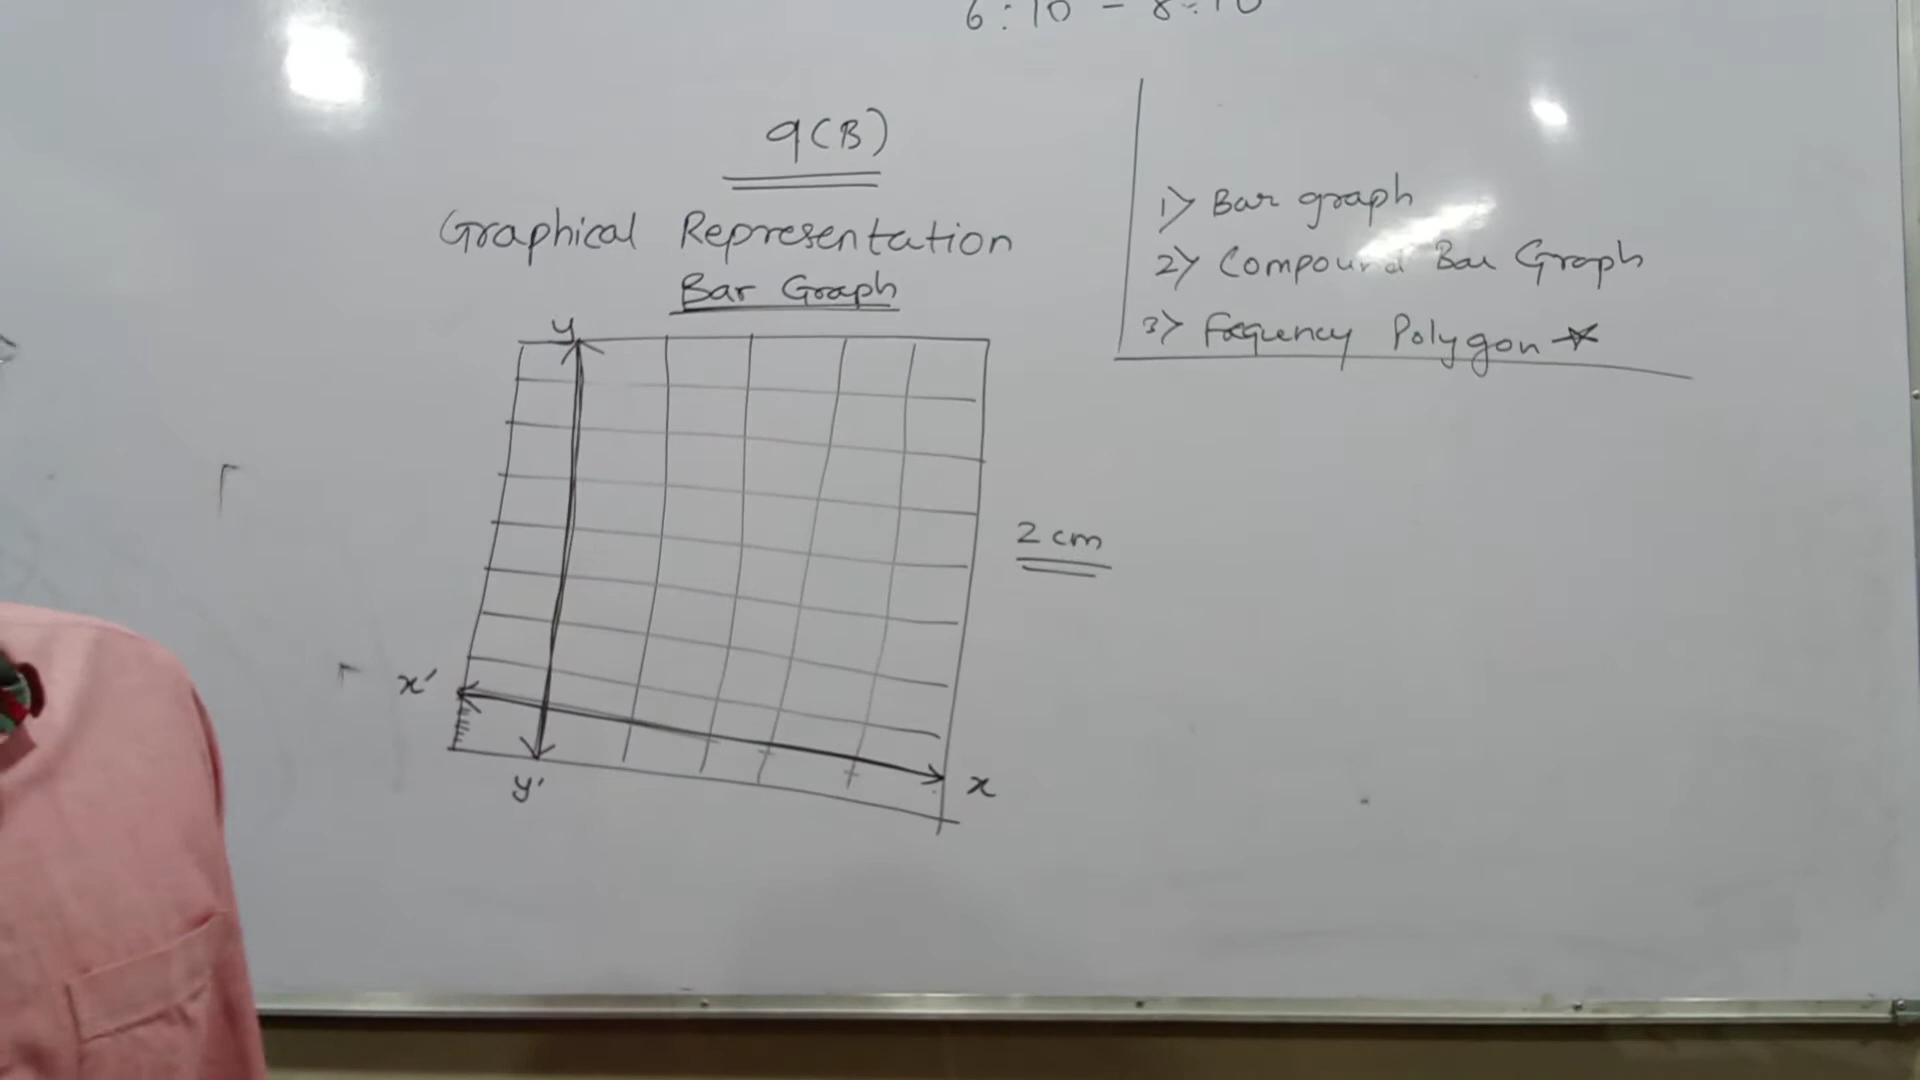 6:10 - 8:10
9(B)
Graphical Representation
Bar Graph
1) Bar graph
2) Compound Bar Graph
3) Fequency Polygon
y
2 cm
x'
x
y'